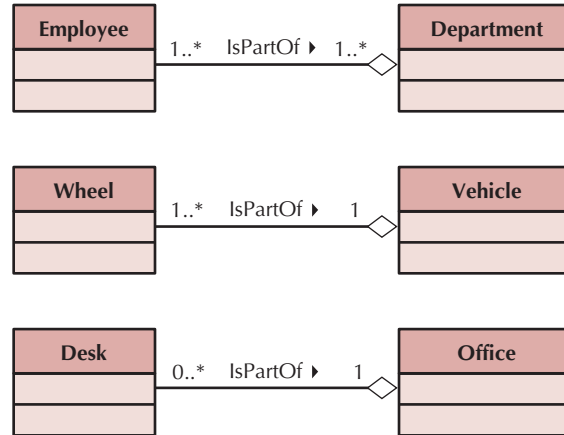 Employee
Department
1..* IsPartOf ▸ 1..*
Wheel
Vehicle
1..* IsPartOf ▸ 1
Desk
Office
0..* IsPartOf ▸ 1